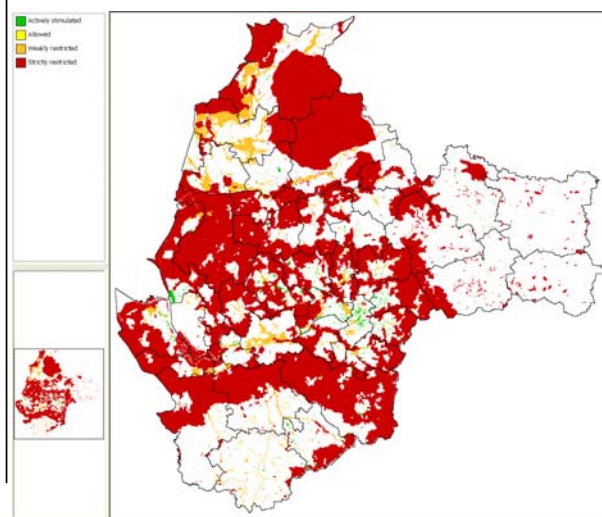 Actively stimulated
Allowed
Weakly restricted
Strictly restricted